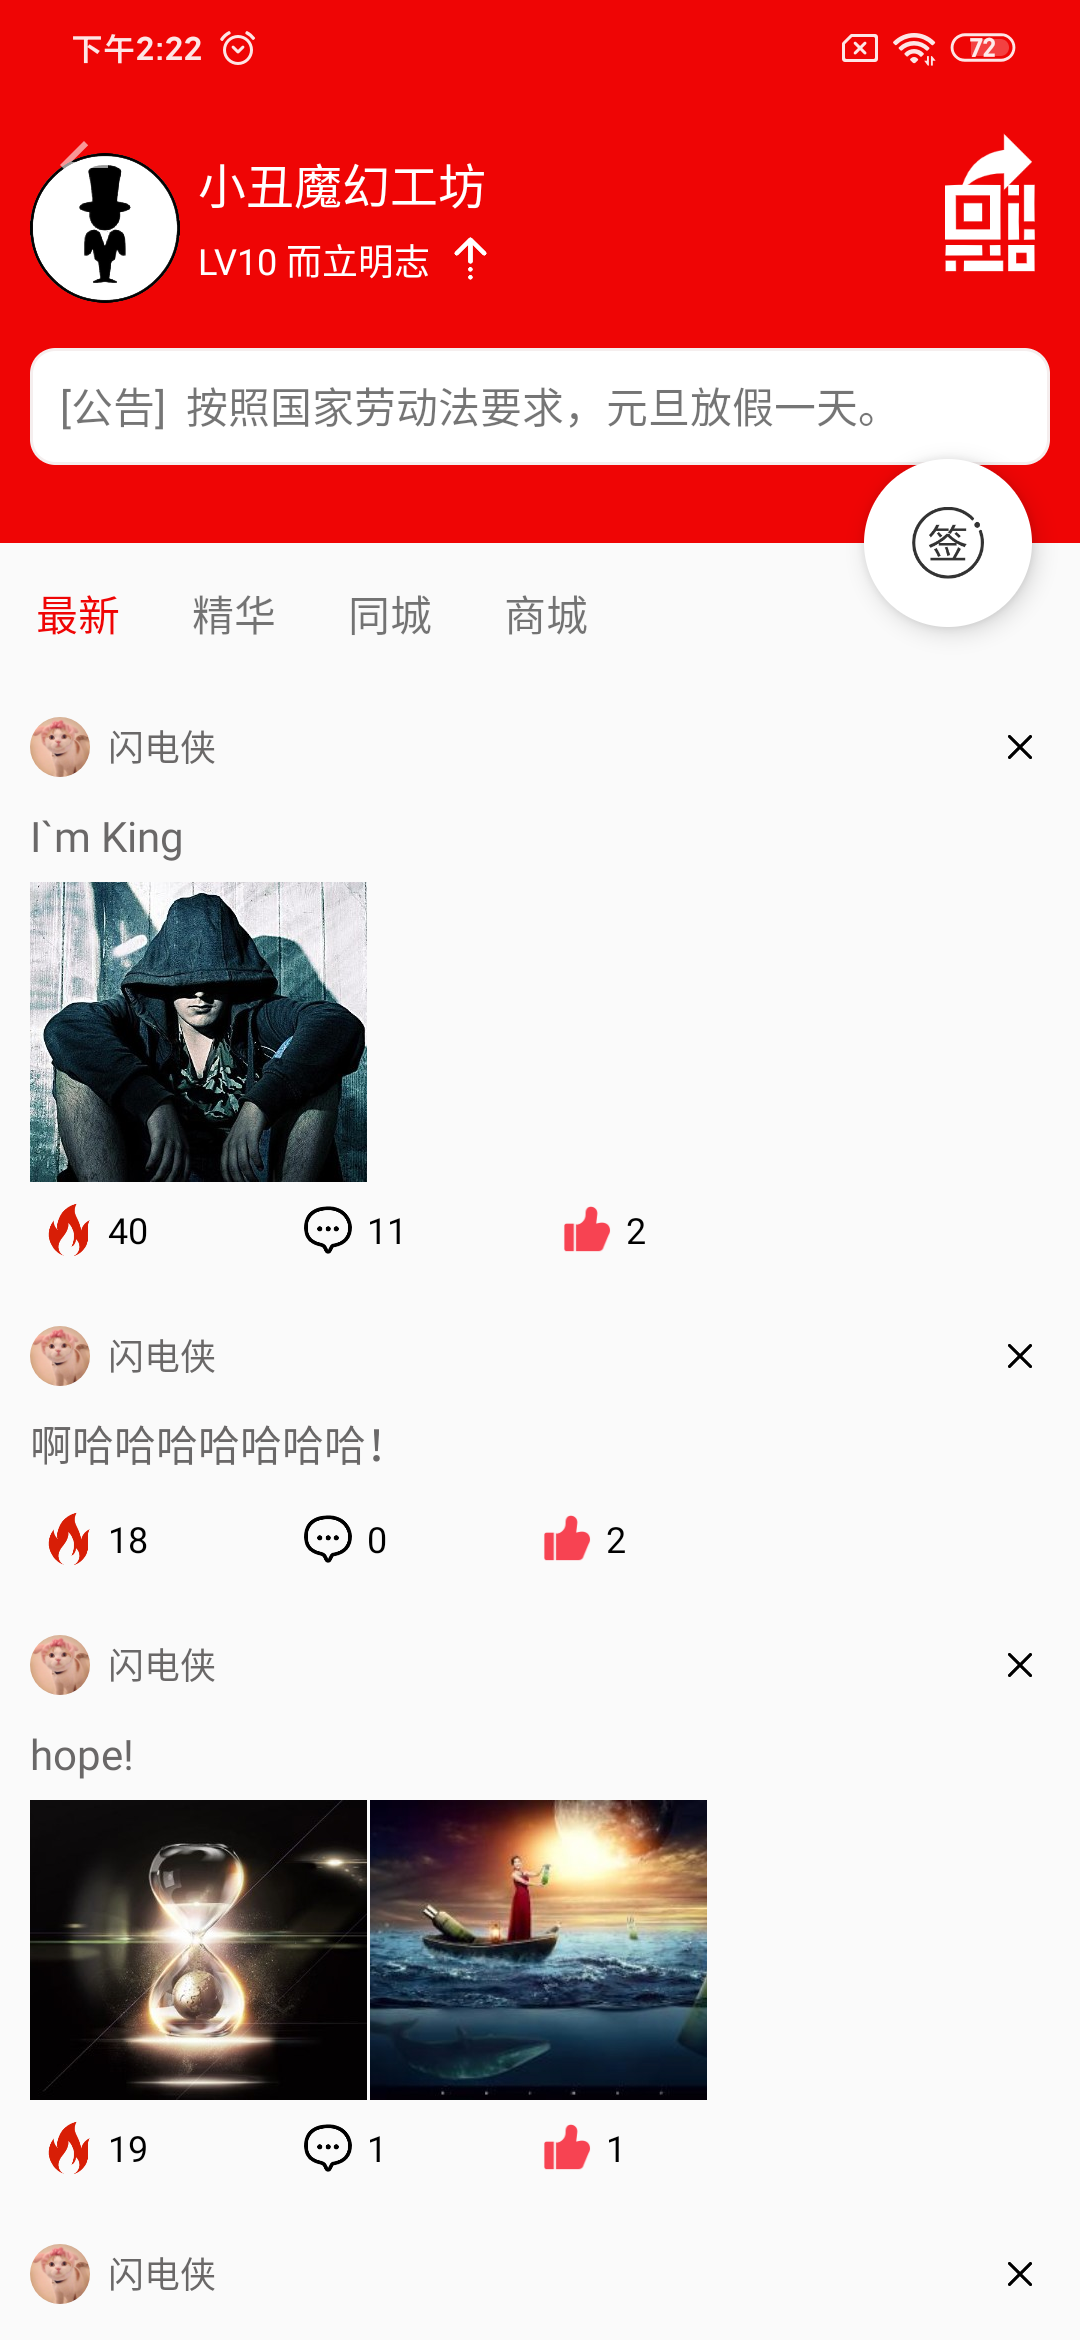 下午2:22
72
小丑魔幻工坊
LV10 而立明志
[公告] 按照国家劳动法要求，元旦放假一天。
签
最新 精华 同城 商城
闪电侠
I`m King
40 11 2
闪电侠
啊哈哈哈哈哈哈哈！
18 0 2
闪电侠
hope!
19 1 1
闪电侠